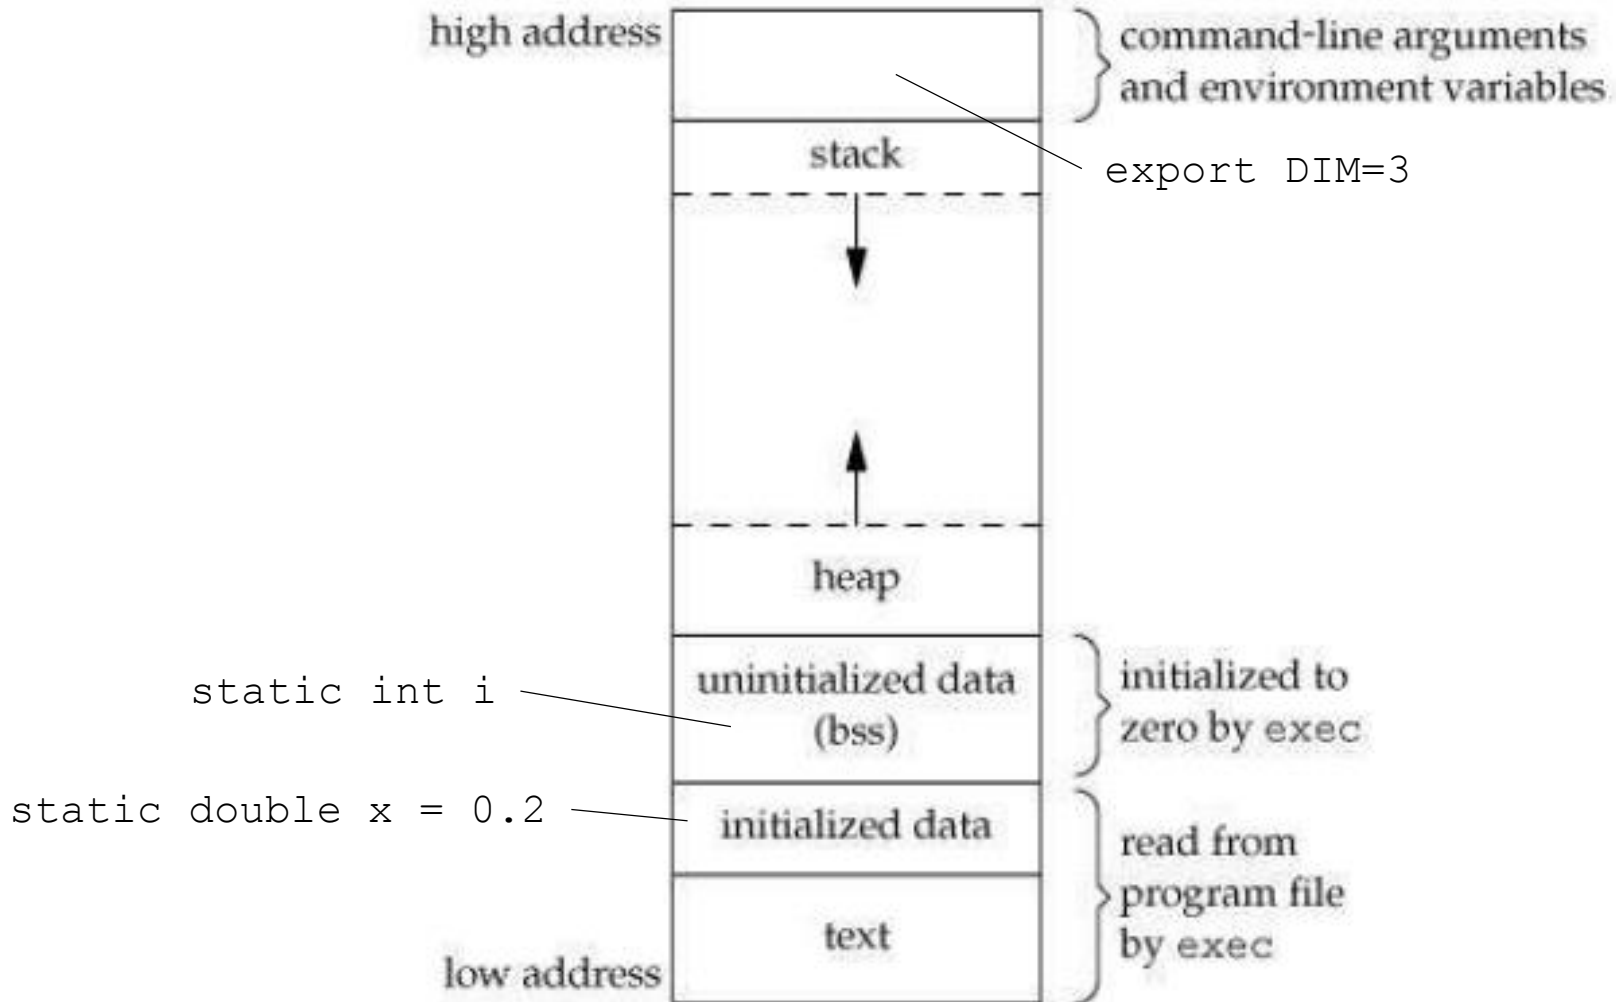 high address
command-line arguments
and environment variables
stack
export DIM=3
heap
static int i
uninitialized data
(bss)
initialized to
zero by exec
static double x = 0.2
initialized data
read from
program file
by exec
text
low address